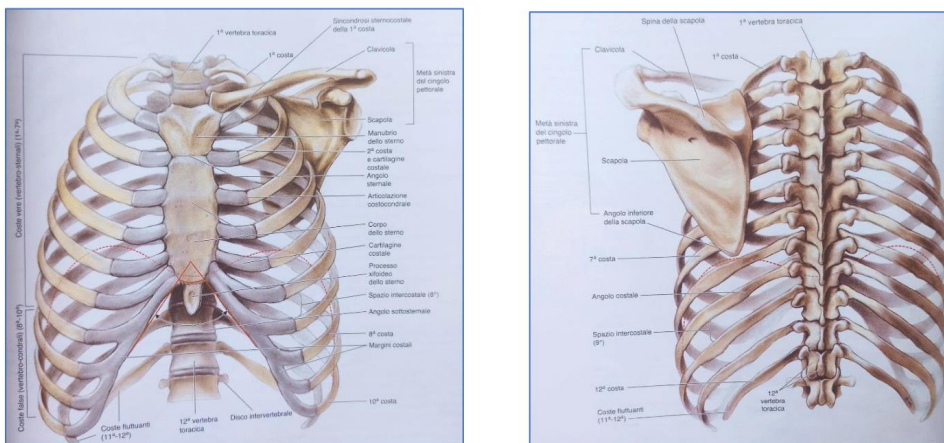 1ª vertebra toracica
Sincondrosi sternocostale
della 1ª costa
1ª costa
Clavicola
Metà sinistra
del cingolo
pettorale
Scapola
Manubrio
dello sterno
2ª costa
e cartilagine
costale
Angolo
sternale
Articolazione
costocondrale
Corpo
dello sterno
Cartilagine
costale
Processo
xifoideo
dello sterno
Spazio intercostale (8°)
Angolo sottosternale
8ª costa
Margini costali
10ª costa
Disco intervertebrale
12ª vertebra
toracica
Coste fluttuanti
(11ª-12ª)
Coste vere (vertebro-sternali) (1ª-7ª)
Coste false (vertebro-condrali) (8ª-10ª)
Spina della scapola
1ª vertebra toracica
Clavicola
1ª costa
Metà sinistra
del cingolo
pettorale
Scapola
Angolo inferiore
della scapola
7ª costa
Angolo costale
Spazio intercostale
(9°)
12ª costa
12ª
vertebra
toracica
Coste fluttuanti
(11ª-12ª)